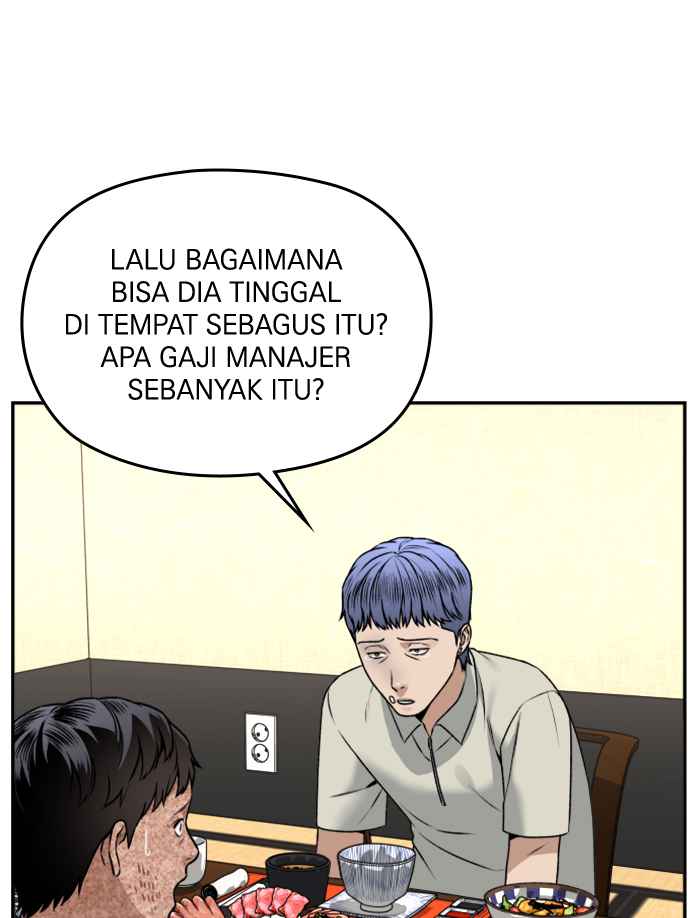 LALU BAGAIMANA
BISA DIA TINGGAL
DI TEMPAT SEBAGUS ITU?
APA GAJI MANAJER
SEBANYAK ITU?